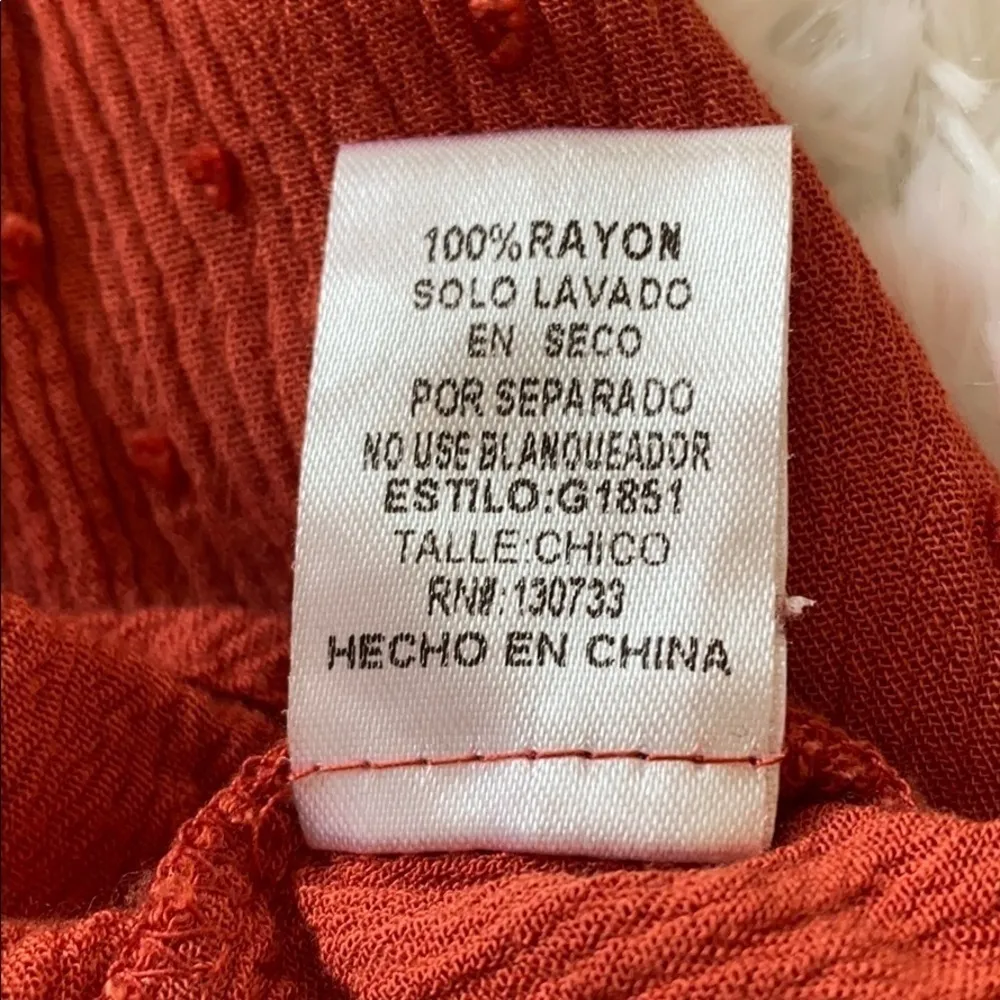 100%RAYON
SOLO LAVADO
EN SECO
POR SEPARADO
NO USE BLANQUEADOR
ESTILO:G1851
TALLE:CHICO
RN#:130733
HECHO EN CHINA